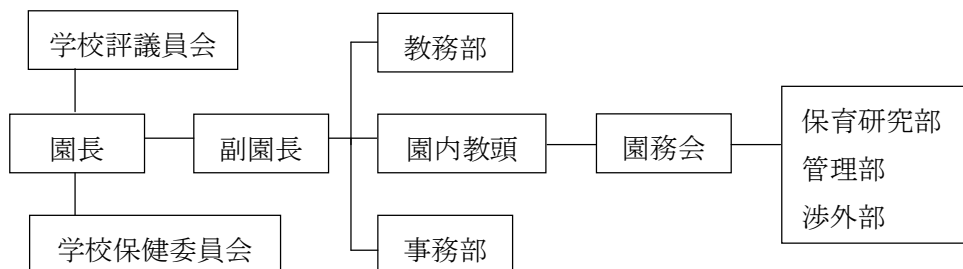 学校評議員会
教務部
園長
副園長
園内教頭
園務会
保育研究部
管理部
渉外部
学校保健委員会
事務部